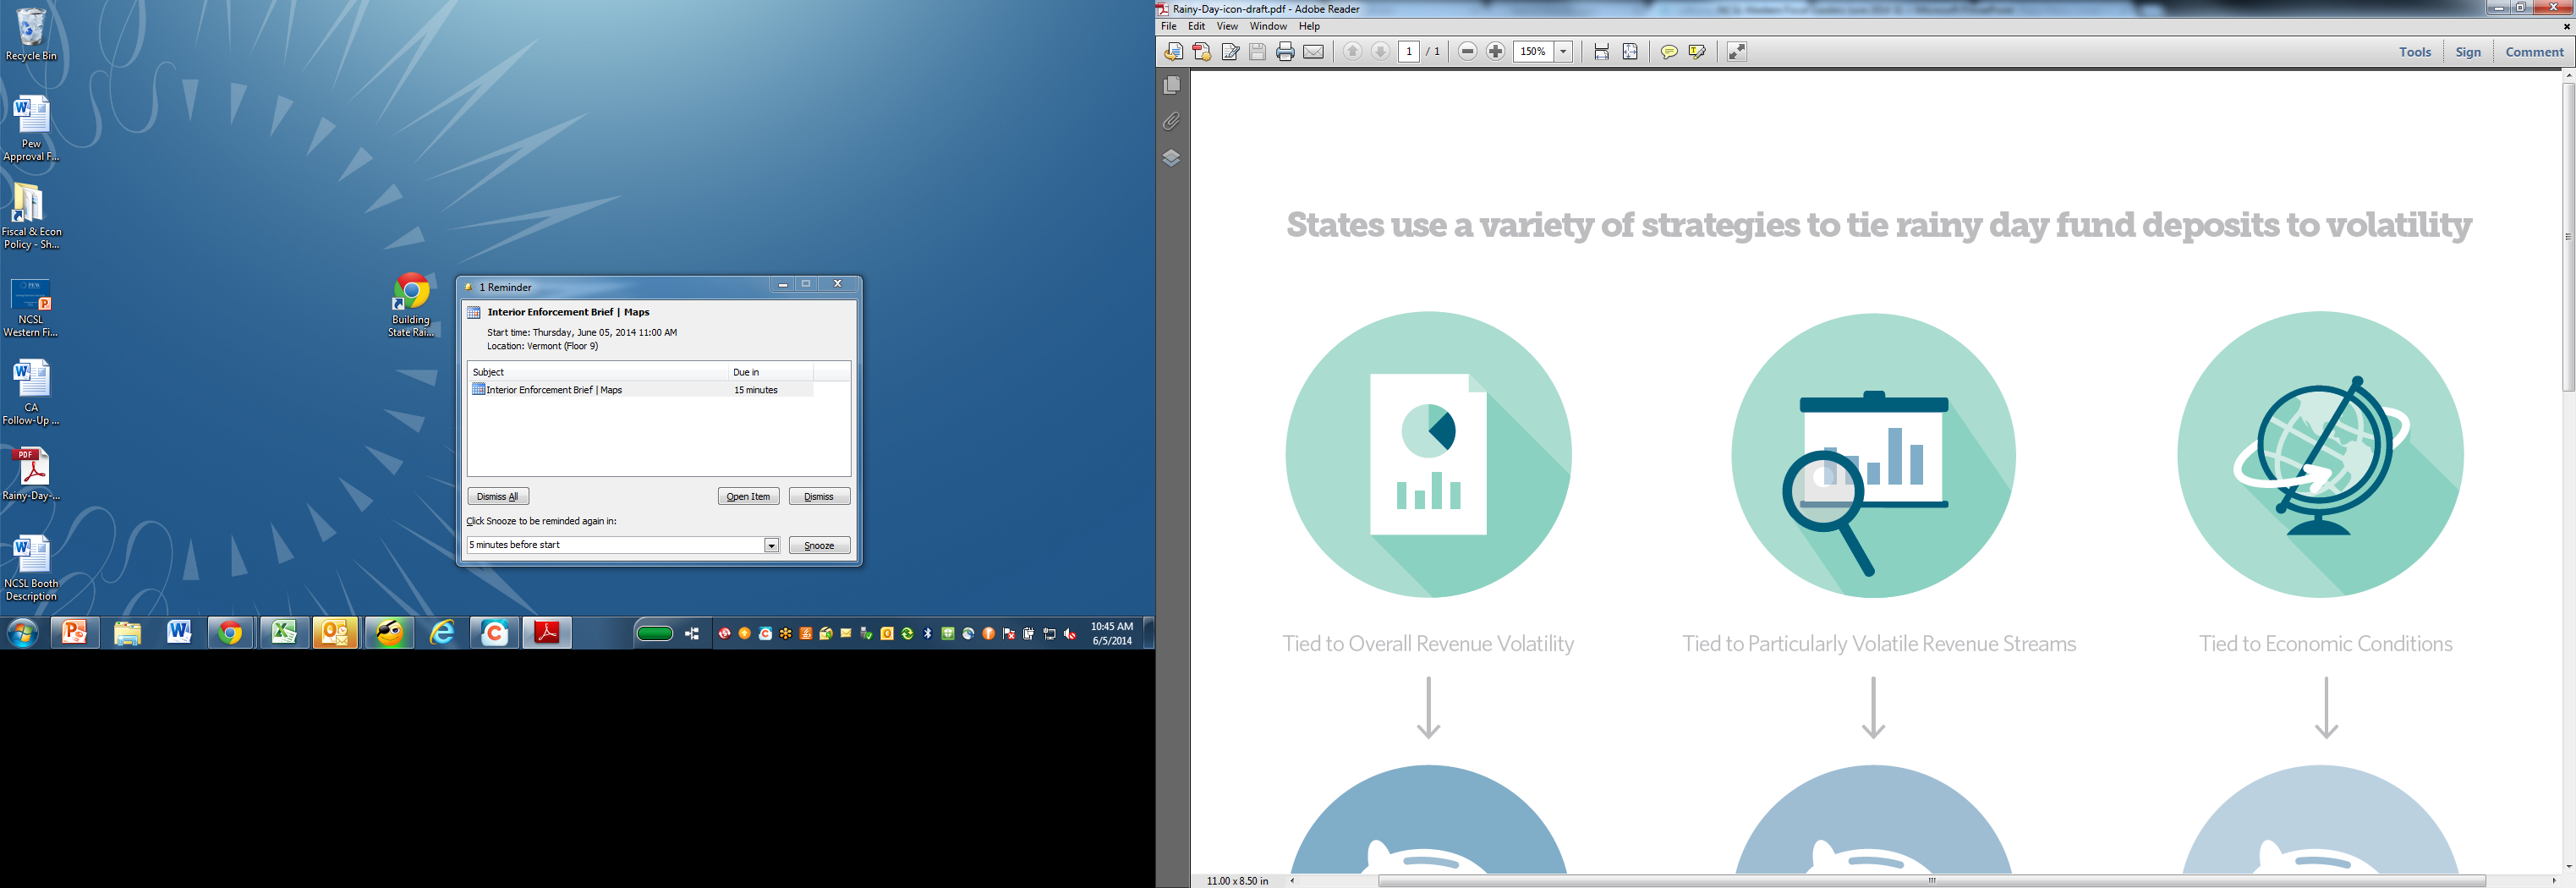 Recycle Bin
Pew
Approval F...
Fiscal & Econ
Policy - Sh...
NCSL
Western Fi...
CA
Follow-Up ...
PDF
Rainy-Day-...
NCSL Booth
Description
Building
State Rai...
1 Reminder
Interior Enforcement Brief | Maps
Start time: Thursday, June 05, 2014 11:00 AM
Location: Vermont (Floor 9)
Subject Due in
Interior Enforcement Brief | Maps 15 minutes
Dismiss All Open Item Dismiss
Click Snooze to be reminded again in:
5 minutes before start Snooze
10:45 AM
6/5/2014
Rainy-Day-icon-draft.pdf - Adobe Reader
File Edit View Window Help
1 / 1 150% Tools Sign Comment
States use a variety of strategies to tie rainy day fund deposits to volatility
Tied to Overall Revenue Volatility
Tied to Particularly Volatile Revenue Streams
Tied to Economic Conditions
11.00 x 8.50 in